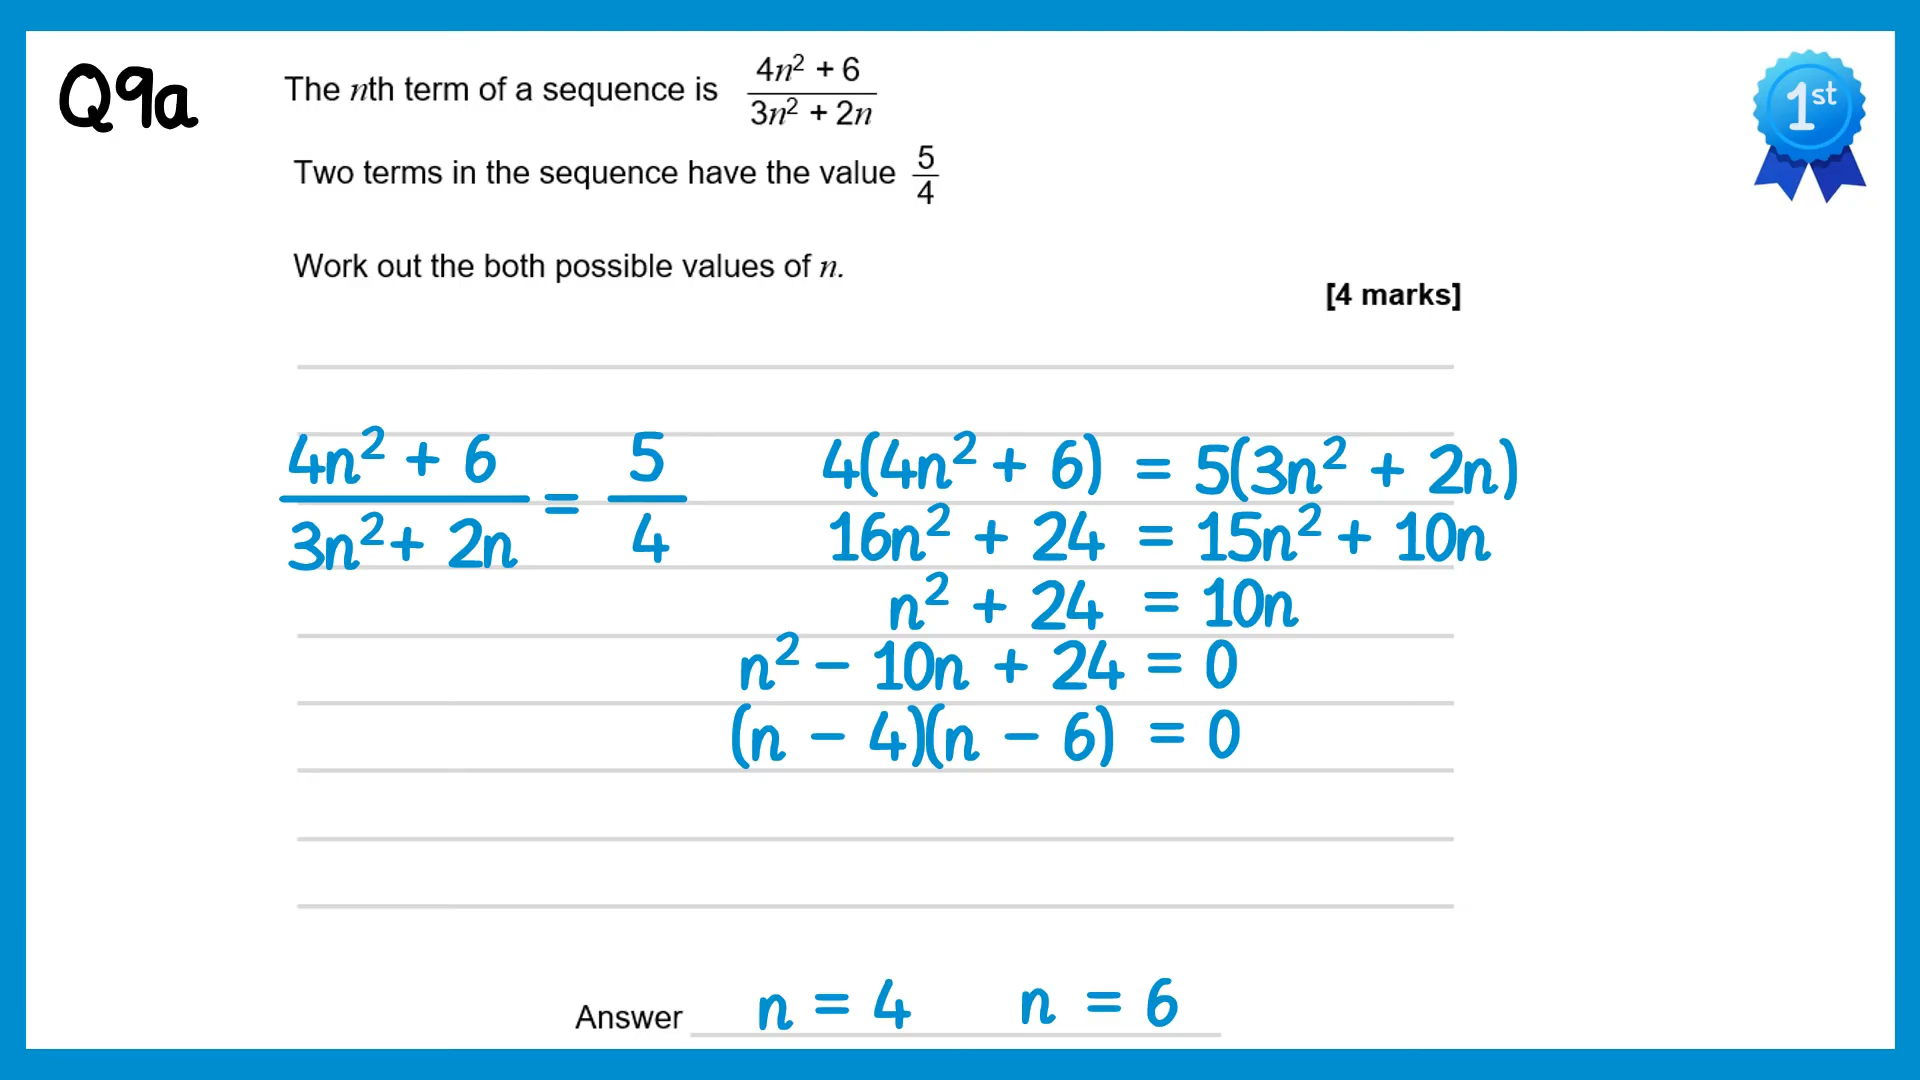 Q9a
The nth term of a sequence is (4n² + 6)/(3n² + 2n)
1st
Two terms in the sequence have the value 5/4
Work out the both possible values of n.
[4 marks]
(4n² + 6)/(3n² + 2n) = 5/4
4(4n² + 6) = 5(3n² + 2n)
16n² + 24 = 15n² + 10n
n² + 24 = 10n
n² − 10n + 24 = 0
(n − 4)(n − 6) = 0
Answer n = 4 n = 6